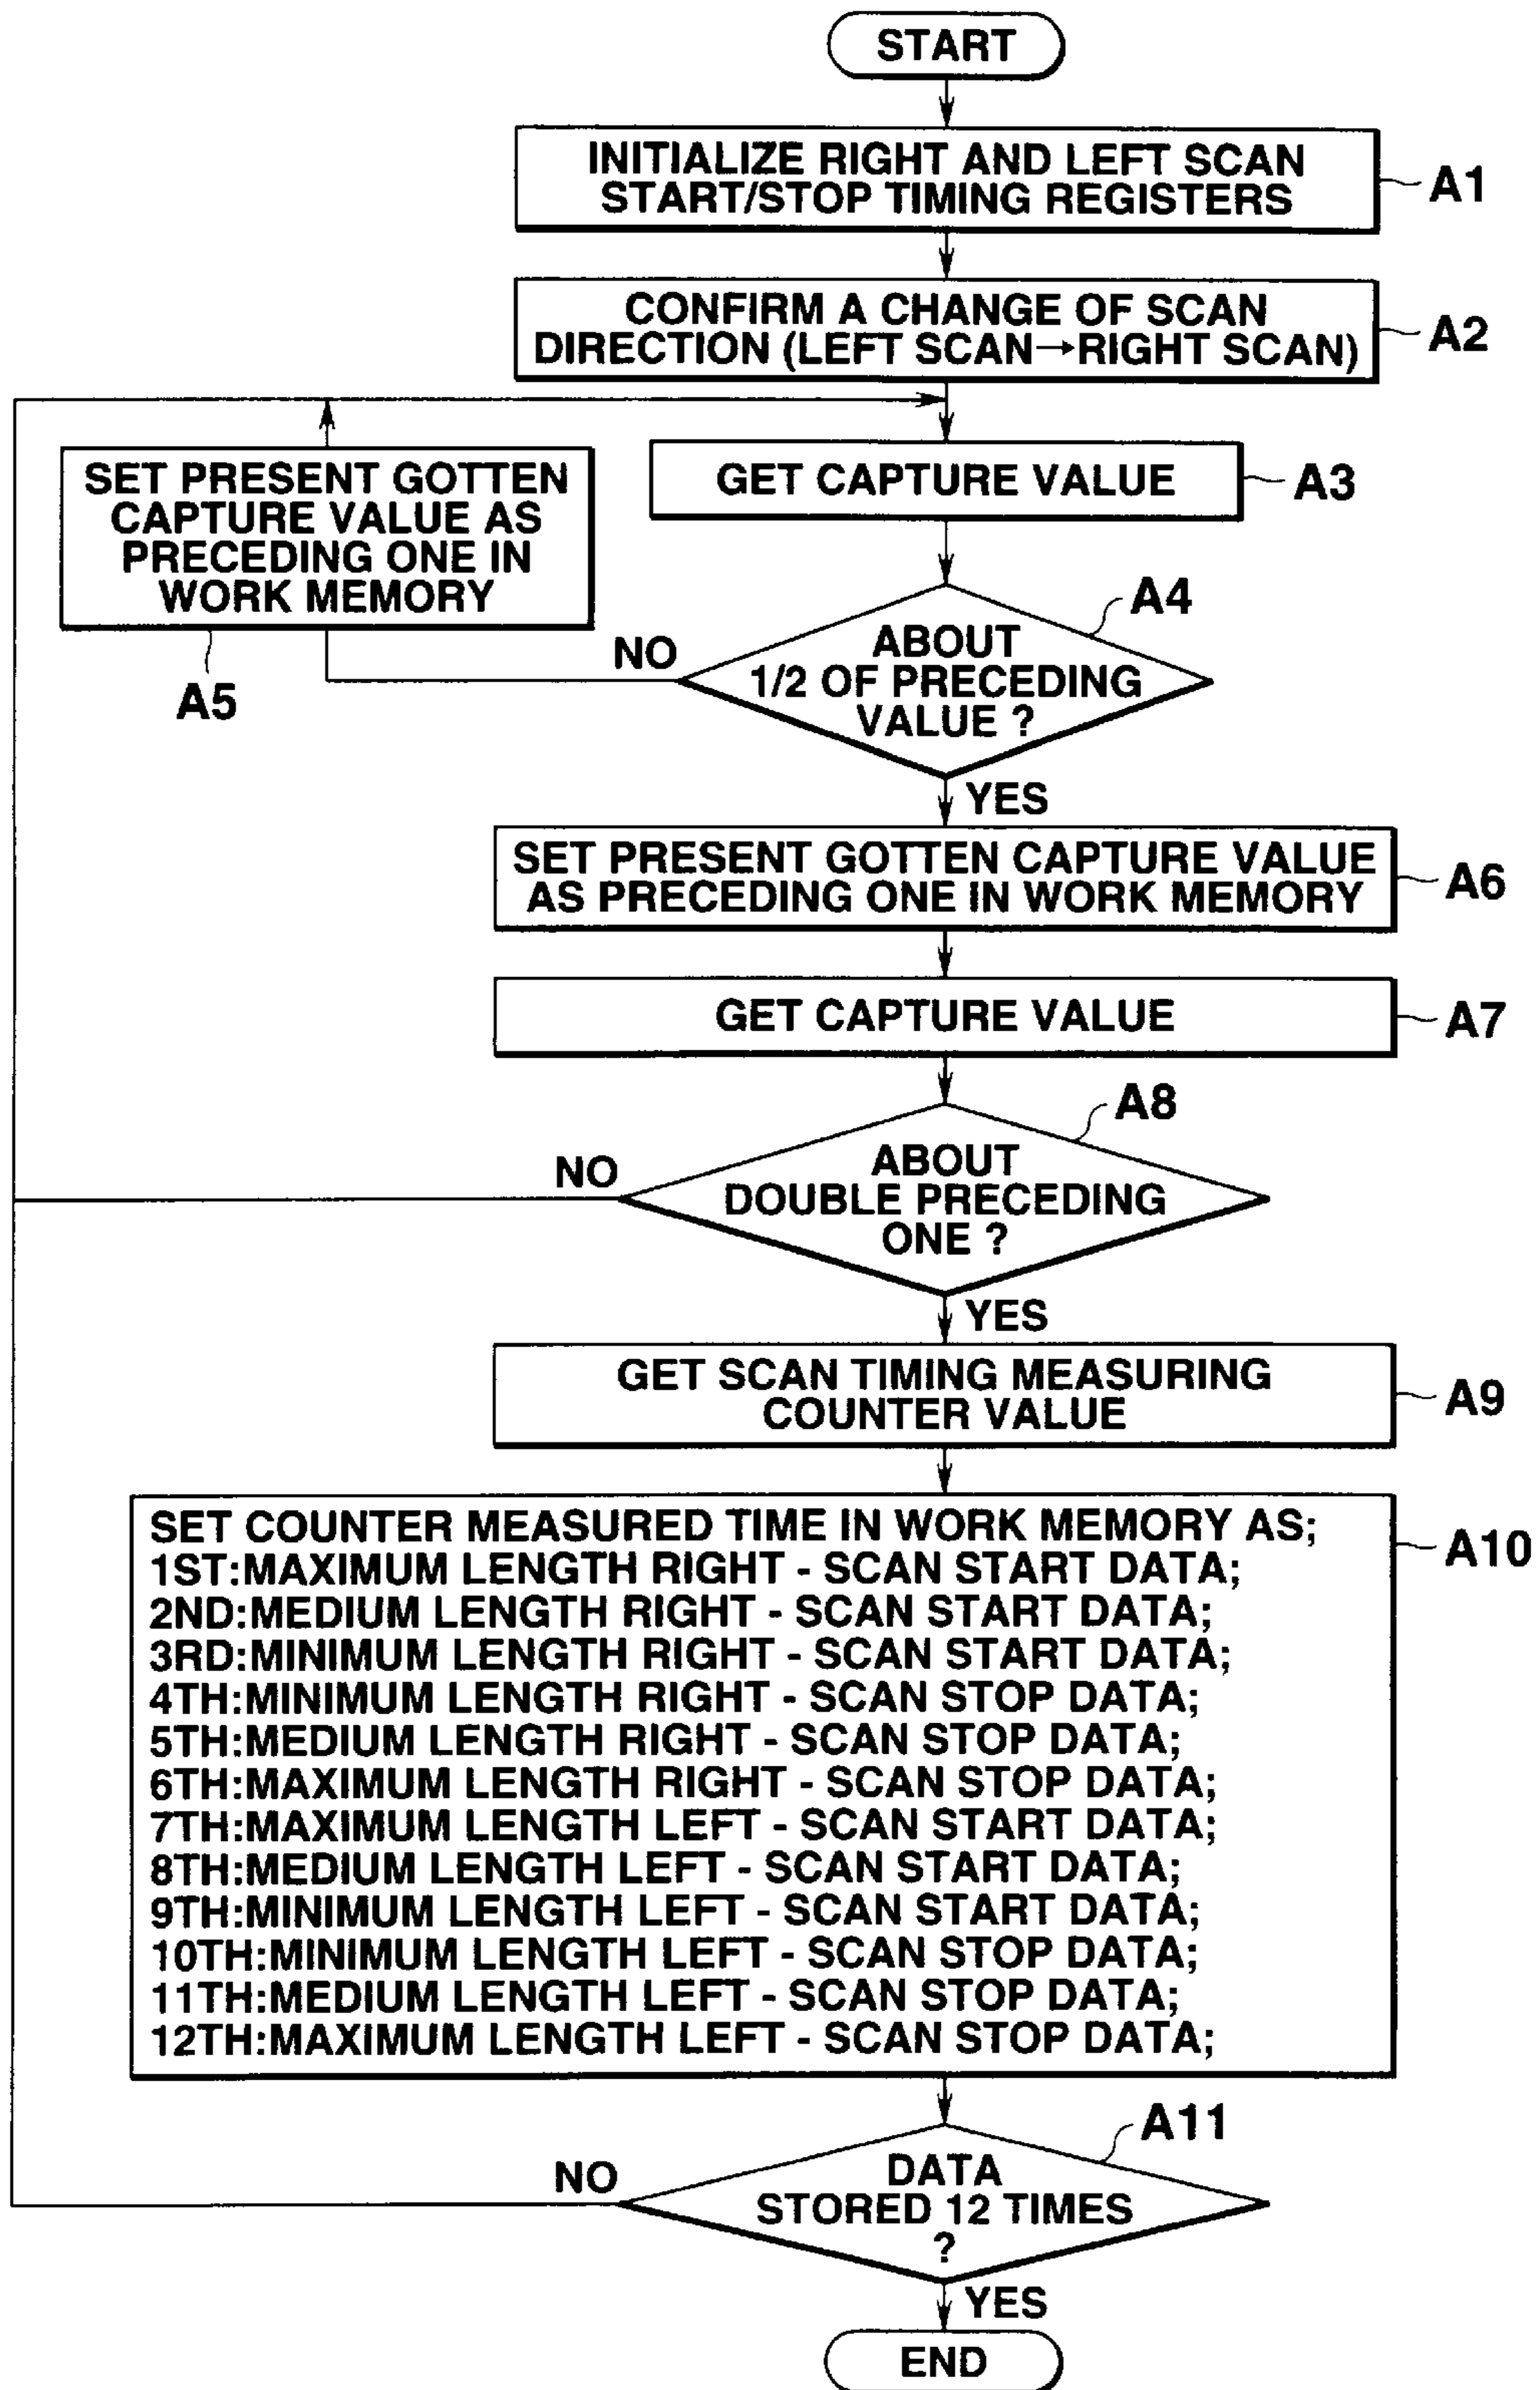 START
INITIALIZE RIGHT AND LEFT SCAN
START/STOP TIMING REGISTERS
A1
CONFIRM A CHANGE OF SCAN
DIRECTION (LEFT SCAN→RIGHT SCAN)
A2
SET PRESENT GOTTEN
CAPTURE VALUE AS
PRECEDING ONE IN
WORK MEMORY
A5
GET CAPTURE VALUE
A3
A4
ABOUT
1/2 OF PRECEDING
VALUE ?
NO
YES
SET PRESENT GOTTEN CAPTURE VALUE
AS PRECEDING ONE IN WORK MEMORY
A6
GET CAPTURE VALUE
A7
A8
ABOUT
DOUBLE PRECEDING
ONE ?
NO
YES
GET SCAN TIMING MEASURING
COUNTER VALUE
A9
SET COUNTER MEASURED TIME IN WORK MEMORY AS;
1ST:MAXIMUM LENGTH RIGHT - SCAN START DATA;
2ND:MEDIUM LENGTH RIGHT - SCAN START DATA;
3RD:MINIMUM LENGTH RIGHT - SCAN START DATA;
4TH:MINIMUM LENGTH RIGHT - SCAN STOP DATA;
5TH:MEDIUM LENGTH RIGHT - SCAN STOP DATA;
6TH:MAXIMUM LENGTH RIGHT - SCAN STOP DATA;
7TH:MAXIMUM LENGTH LEFT - SCAN START DATA;
8TH:MEDIUM LENGTH LEFT - SCAN START DATA;
9TH:MINIMUM LENGTH LEFT - SCAN START DATA;
10TH:MINIMUM LENGTH LEFT - SCAN STOP DATA;
11TH:MEDIUM LENGTH LEFT - SCAN STOP DATA;
12TH:MAXIMUM LENGTH LEFT - SCAN STOP DATA;
A10
A11
DATA
STORED 12 TIMES
?
NO
YES
END